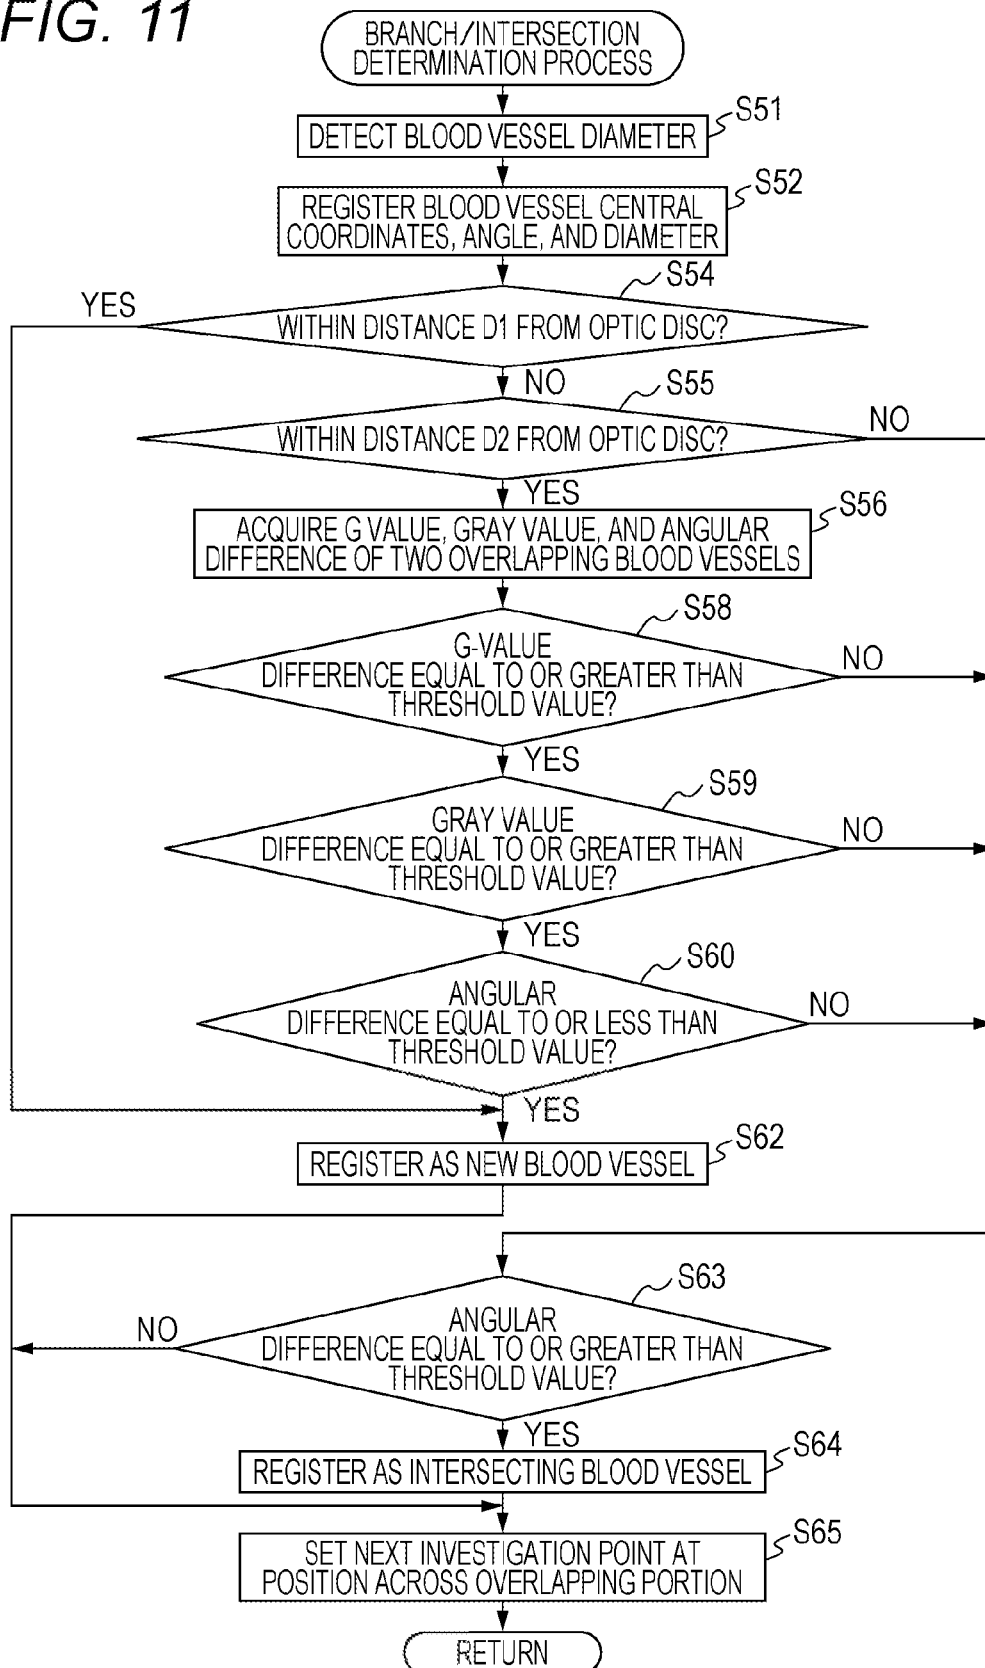 FIG. 11
BRANCH/INTERSECTION
DETERMINATION PROCESS
S51
DETECT BLOOD VESSEL DIAMETER
S52
REGISTER BLOOD VESSEL CENTRAL
COORDINATES, ANGLE, AND DIAMETER
S54
YES
WITHIN DISTANCE D1 FROM OPTIC DISC?
NO
S55
NO
WITHIN DISTANCE D2 FROM OPTIC DISC?
YES
S56
ACQUIRE G VALUE, GRAY VALUE, AND ANGULAR
DIFFERENCE OF TWO OVERLAPPING BLOOD VESSELS
S58
G-VALUE
DIFFERENCE EQUAL TO OR GREATER THAN
THRESHOLD VALUE?
NO
YES
S59
GRAY VALUE
DIFFERENCE EQUAL TO OR GREATER THAN
THRESHOLD VALUE?
NO
YES
S60
ANGULAR
DIFFERENCE EQUAL TO OR LESS THAN
THRESHOLD VALUE?
NO
YES
S62
REGISTER AS NEW BLOOD VESSEL
S63
ANGULAR
DIFFERENCE EQUAL TO OR GREATER THAN
THRESHOLD VALUE?
NO
YES
S64
REGISTER AS INTERSECTING BLOOD VESSEL
S65
SET NEXT INVESTIGATION POINT AT
POSITION ACROSS OVERLAPPING PORTION
RETURN